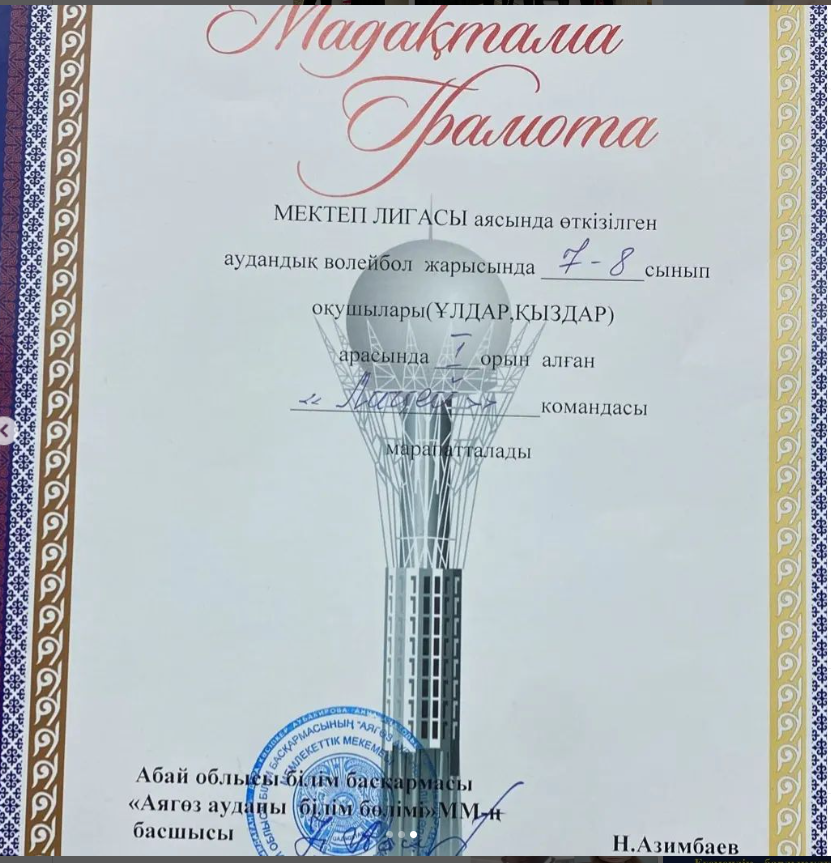 Мадақтама
Грамота
МЕКТЕП ЛИГАСЫ аясында өткізілген
аудандық волейбол жарысында 7-8 сынып
оқушылары(ҰЛДАР,ҚЫЗДАР)
арасында I орын алған
«Лицей» командасы
марапатталады
Абай облысы білім басқармасы
«Аягөз ауданы білім бөлімі»ММ-н
басшысы
Н.Азимбаев